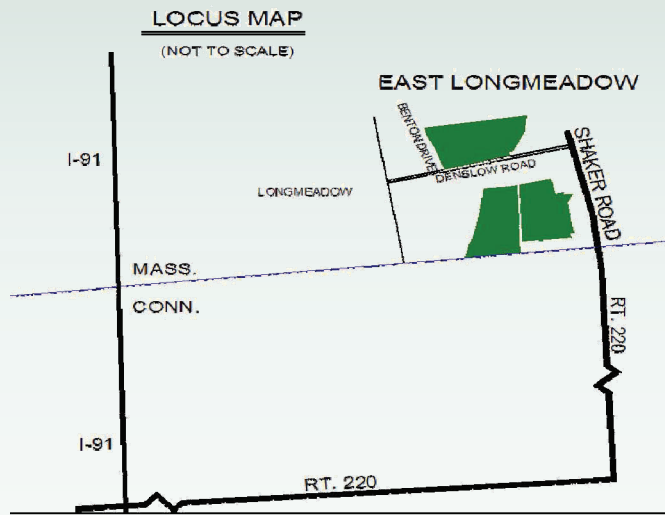 LOCUS MAP
(NOT TO SCALE)
EAST LONGMEADOW
BENTON DRIVE
I-91
DENSLOW ROAD
SHAKER ROAD
LONGMEADOW
MASS.
CONN.
RT. 220
I-91
RT. 220